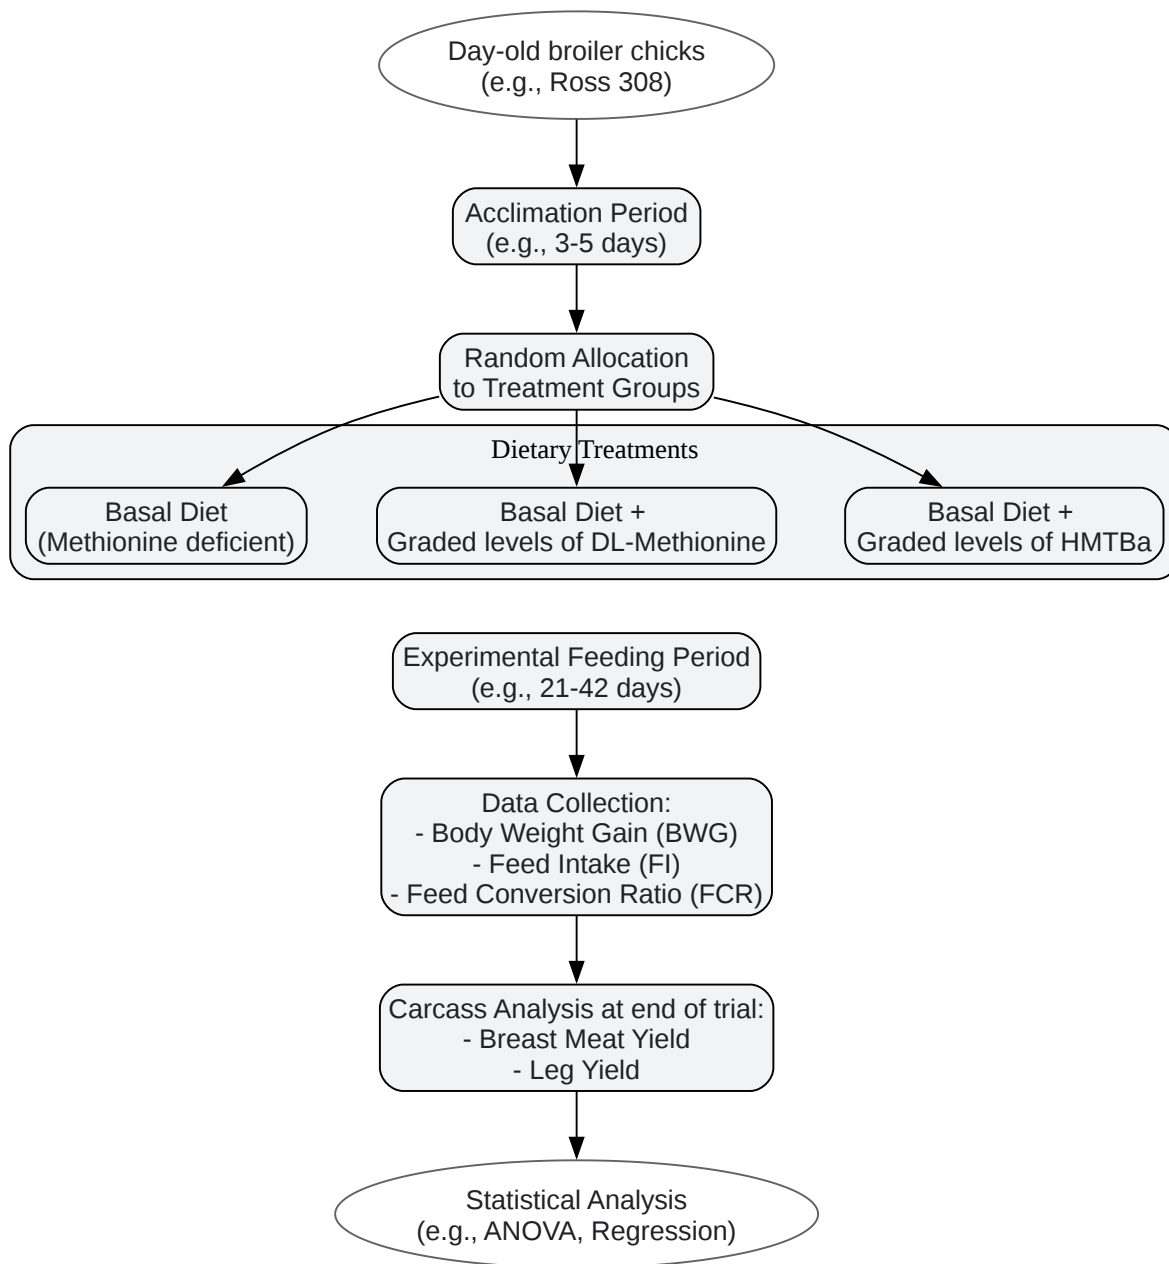 Day-old broiler chicks
(e.g., Ross 308)
Acclimation Period
(e.g., 3-5 days)
Random Allocation
to Treatment Groups
Dietary Treatments
Basal Diet
(Methionine deficient)
Basal Diet +
Graded levels of DL-Methionine
Basal Diet +
Graded levels of HMTBa
Experimental Feeding Period
(e.g., 21-42 days)
Data Collection:
- Body Weight Gain (BWG)
- Feed Intake (FI)
- Feed Conversion Ratio (FCR)
Carcass Analysis at end of trial:
- Breast Meat Yield
- Leg Yield
Statistical Analysis
(e.g., ANOVA, Regression)